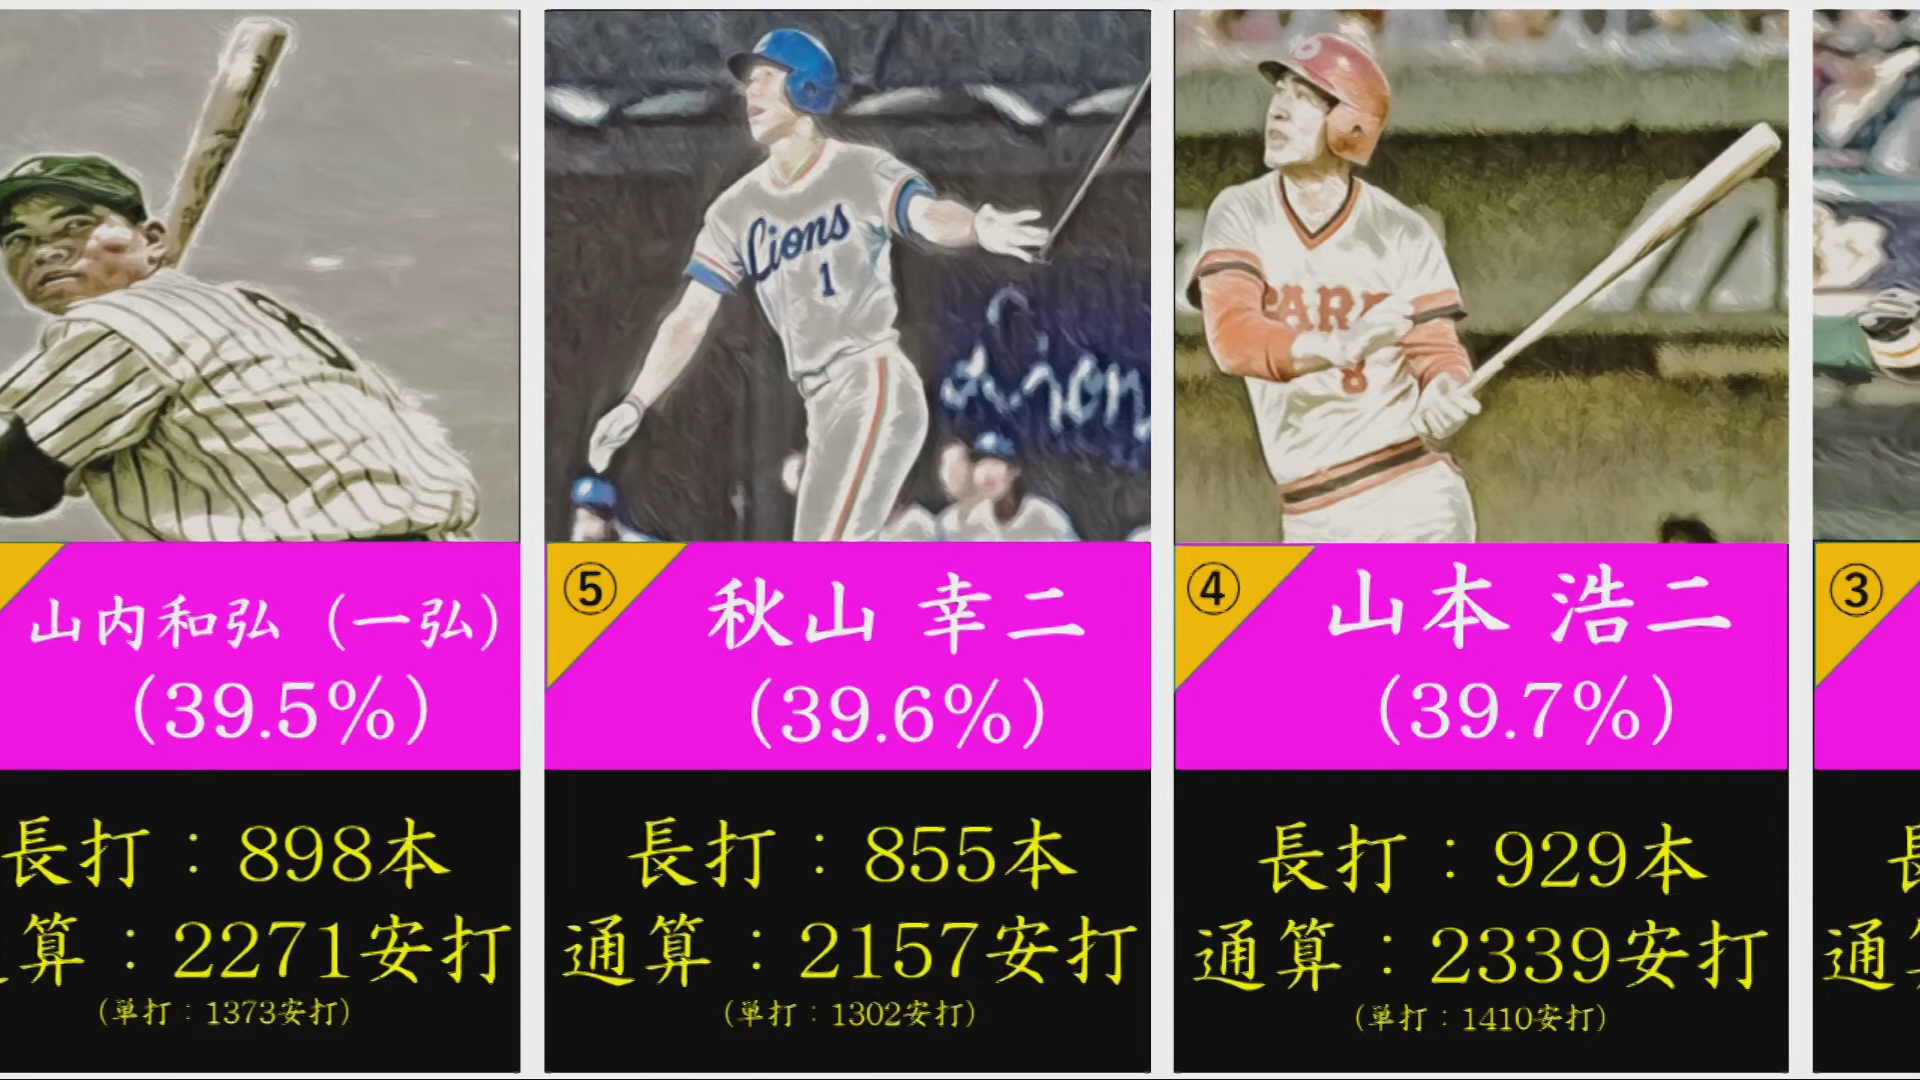 8
山内和弘（一弘）
（39.5%）
長打：898本
算：2271安打
（単打：1373安打）
Lions
1
⑤
秋山 幸二
（39.6%）
長打：855本
通算：2157安打
（単打：1302安打）
CARP
8
④
山本 浩二
（39.7%）
長打：929本
通算：2339安打
（単打：1410安打）
③
通